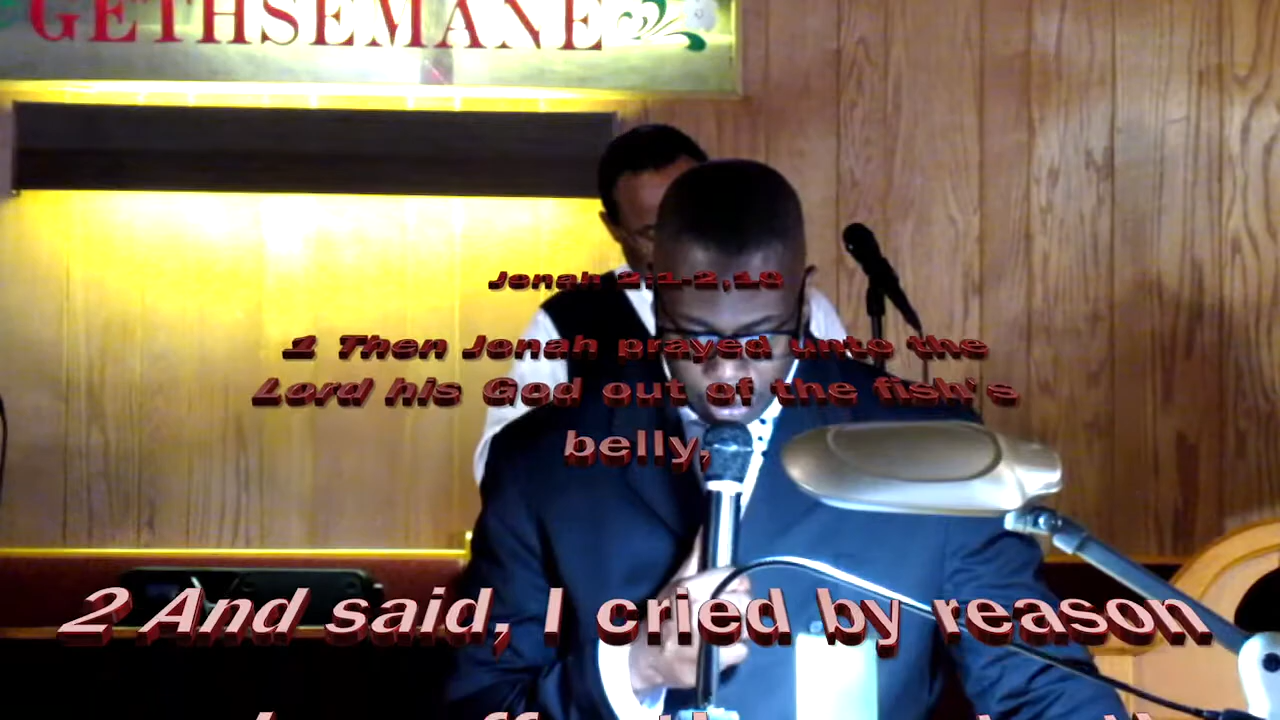 GETHSEMANE
Jonah 2:1-2,10
1 Then Jonah prayed unto the
Lord his God out of the fish's
belly,
2 And said, I cried by reason